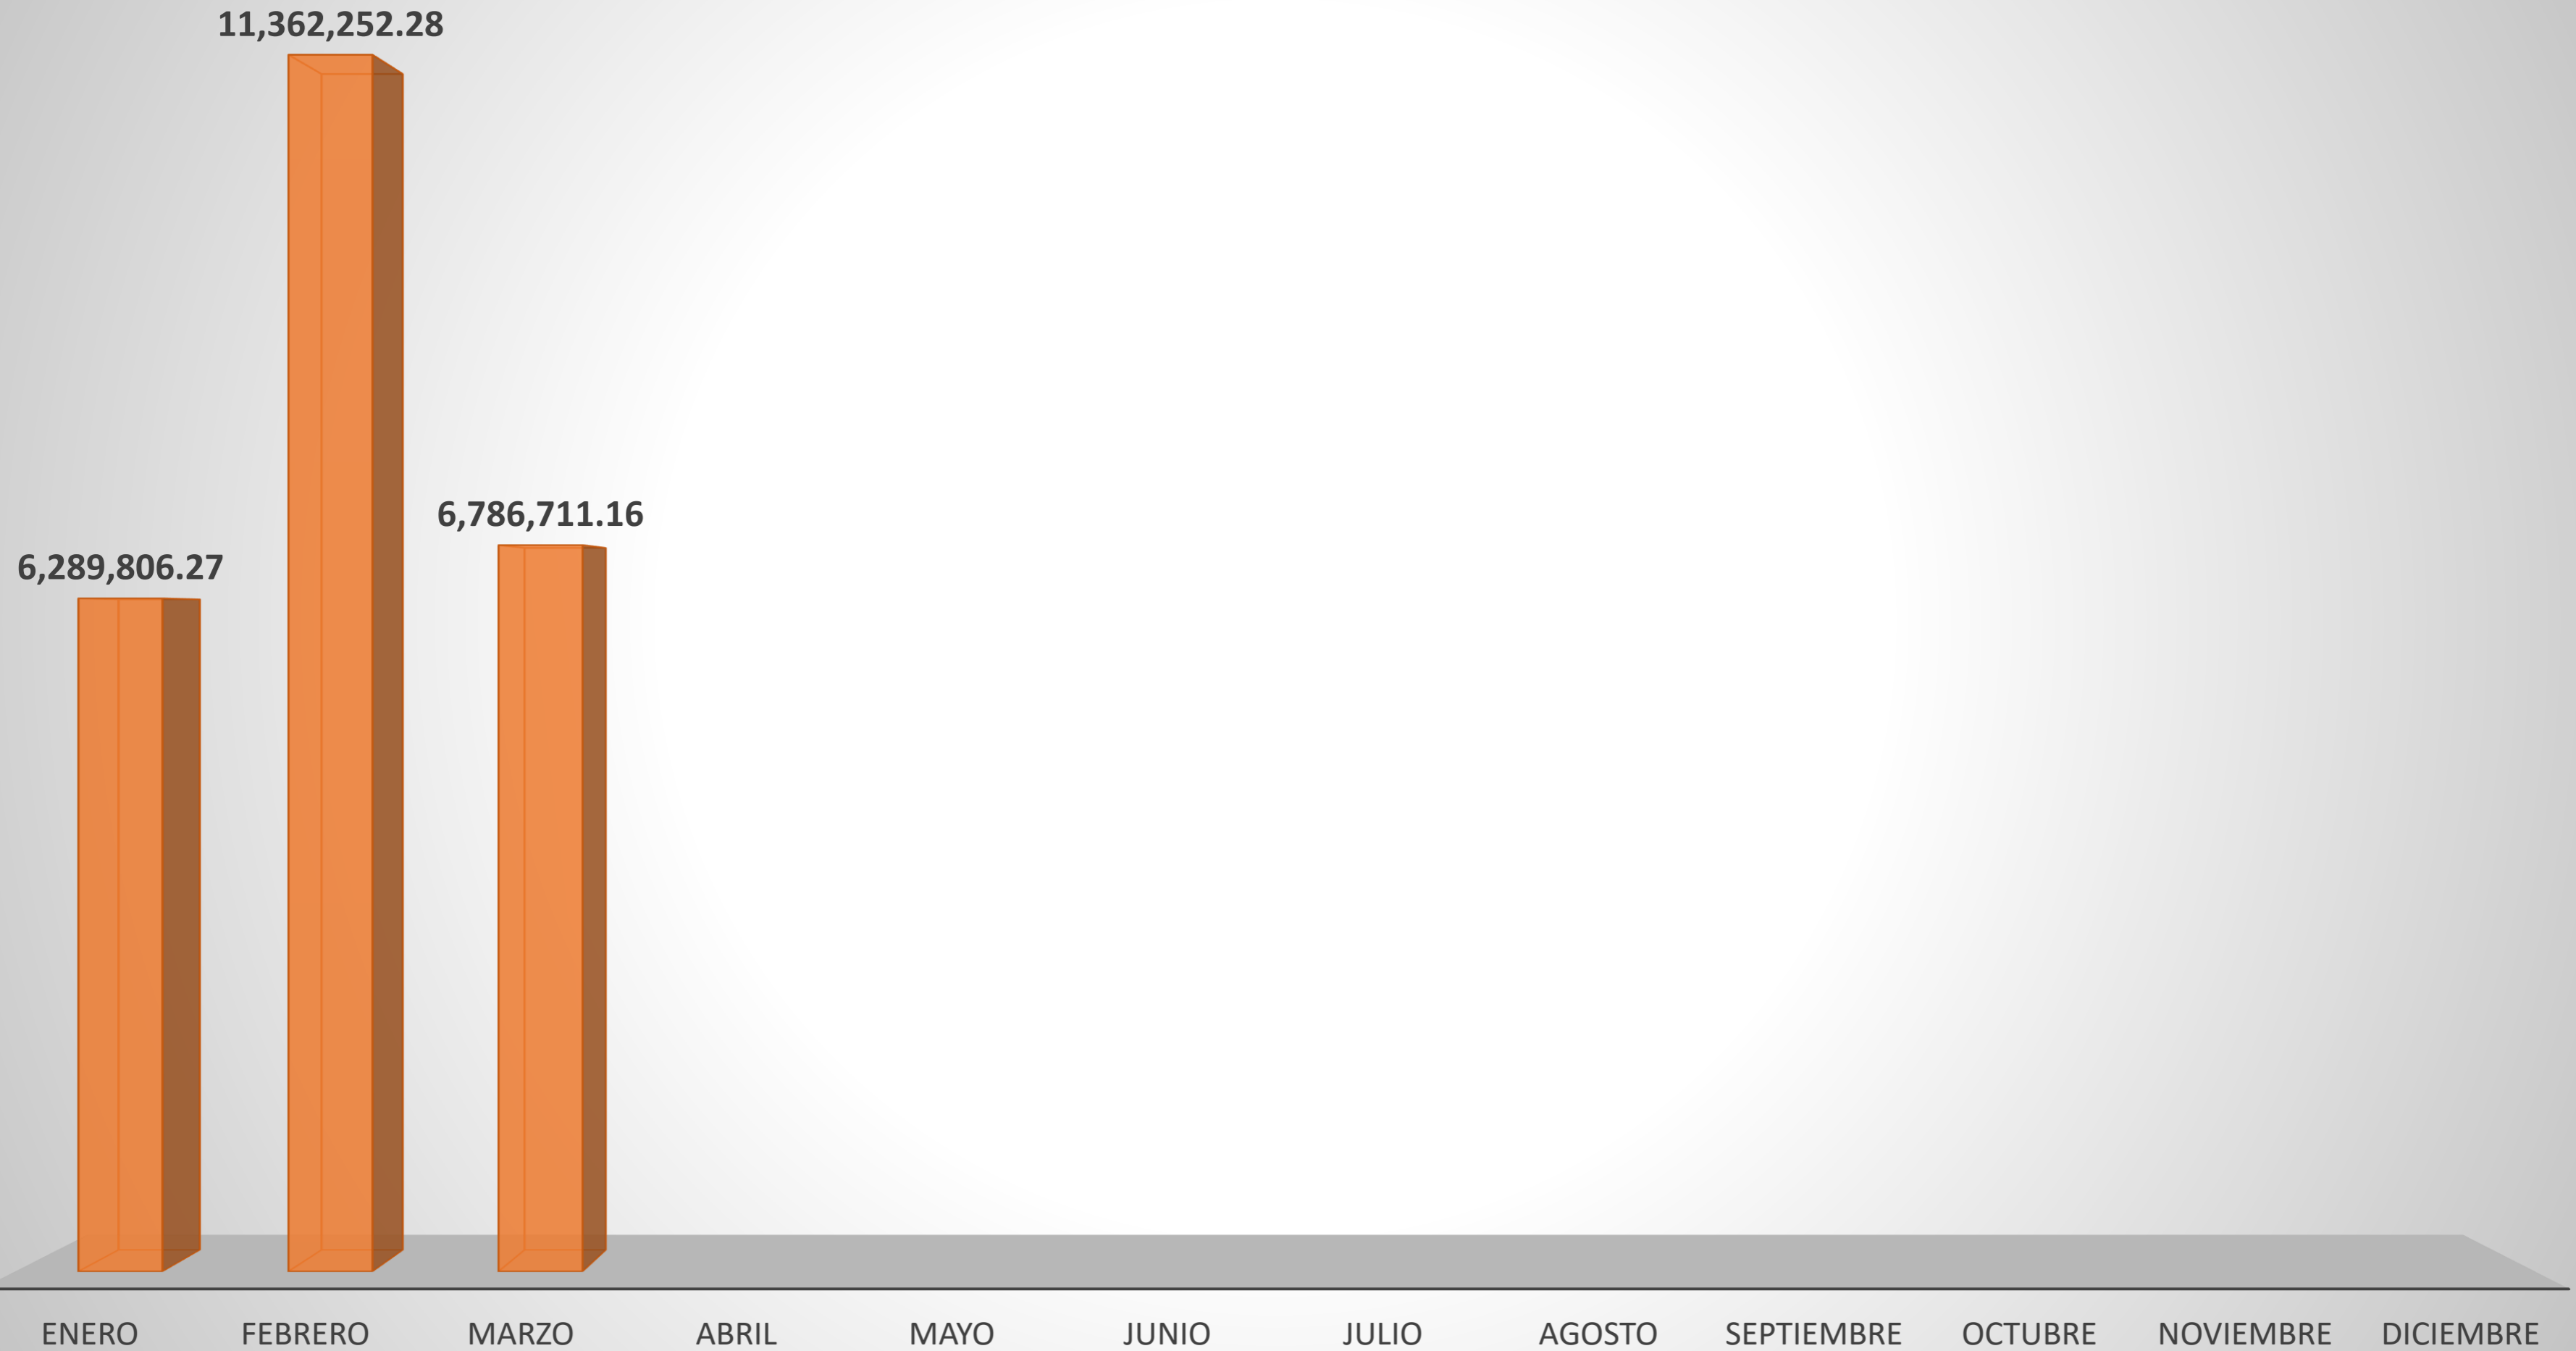 11,362,252.28
6,786,711.16
6,289,806.27
ENERO FEBRERO MARZO ABRIL MAYO JUNIO JULIO AGOSTO SEPTIEMBRE OCTUBRE NOVIEMBRE DICIEMBRE